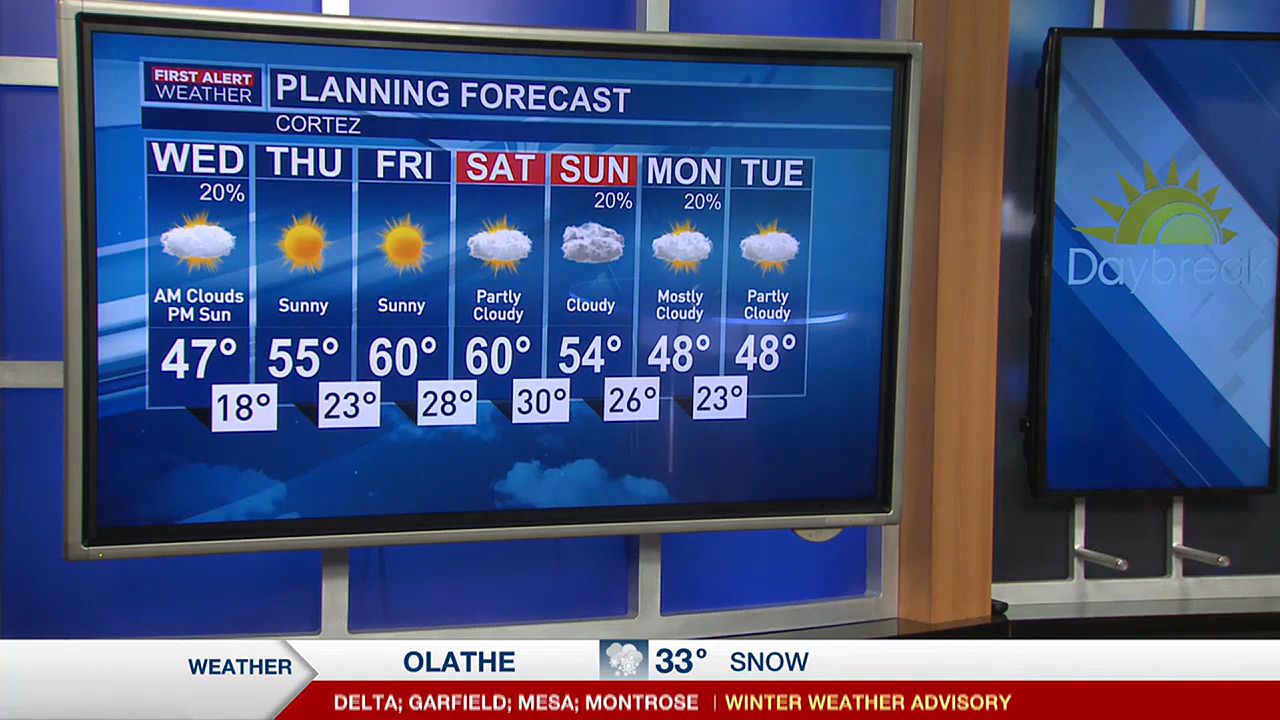 FIRST ALERT
WEATHER
PLANNING FORECAST
CORTEZ
WED THU FRI SAT SUN MON TUE
20% 20% 20%
AM Clouds
PM Sun
Sunny
Sunny
Partly
Cloudy
Cloudy
Mostly
Cloudy
Partly
Cloudy
47° 55° 60° 60° 54° 48° 48°
18° 23° 28° 30° 26° 23°
Daybreak
WEATHER
OLATHE 33° SNOW
DELTA; GARFIELD; MESA; MONTROSE | WINTER WEATHER ADVISORY